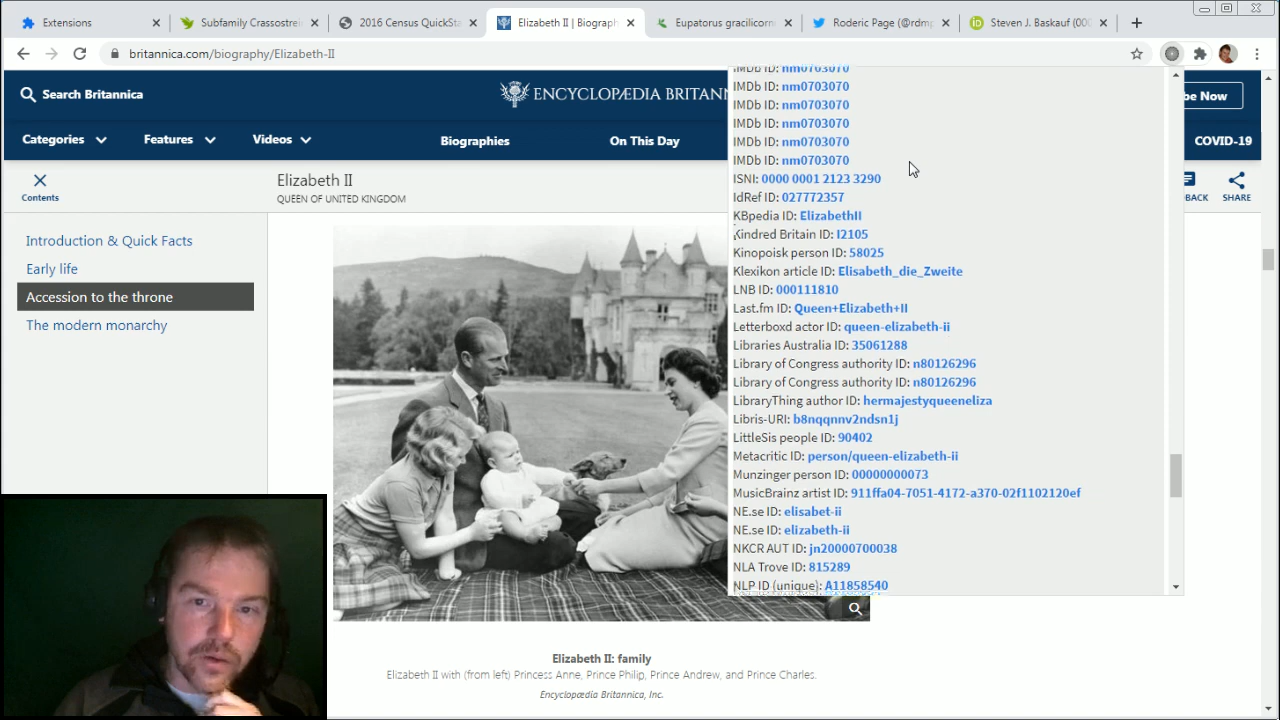 Extensions
Subfamily Crassostrei
2016 Census QuickSta
Elizabeth II | Biograph
Eupatorus gracilicorni
Roderic Page (@rdmp
Steven J. Baskauf (000
britannica.com/biography/Elizabeth-II
Search Britannica
ENCYCLOPÆDIA BRITANN
be Now
Categories
Features
Videos
Biographies
On This Day
COVID-19
Contents
Elizabeth II
QUEEN OF UNITED KINGDOM
BACK
SHARE
Introduction & Quick Facts
Early life
Accession to the throne
The modern monarchy
IMDb ID: nm0703070
IMDb ID: nm0703070
IMDb ID: nm0703070
IMDb ID: nm0703070
IMDb ID: nm0703070
IMDb ID: nm0703070
ISNI: 0000 0001 2123 3290
IdRef ID: 027772357
KBpedia ID: ElizabethII
Kindred Britain ID: I2105
Kinopoisk person ID: 58025
Klexikon article ID: Elisabeth_die_Zweite
LNB ID: 000111810
Last.fm ID: Queen+Elizabeth+II
Letterboxd actor ID: queen-elizabeth-ii
Libraries Australia ID: 35061288
Library of Congress authority ID: n80126296
Library of Congress authority ID: n80126296
LibraryThing author ID: hermajestyqueeneliza
Libris-URI: b8nqqnnv2ndsn1j
LittleSis people ID: 90402
Metacritic ID: person/queen-elizabeth-ii
Munzinger person ID: 00000000073
MusicBrainz artist ID: 911ffa04-7051-4172-a370-02f1102120ef
NE.se ID: elisabet-ii
NE.se ID: elizabeth-ii
NKCR AUT ID: jn20000700038
NLA Trove ID: 815289
NLP ID (unique): A11858540
Elizabeth II: family
Elizabeth II with (from left) Princess Anne, Prince Philip, Prince Andrew, and Prince Charles.
Encyclopædia Britannica, Inc.